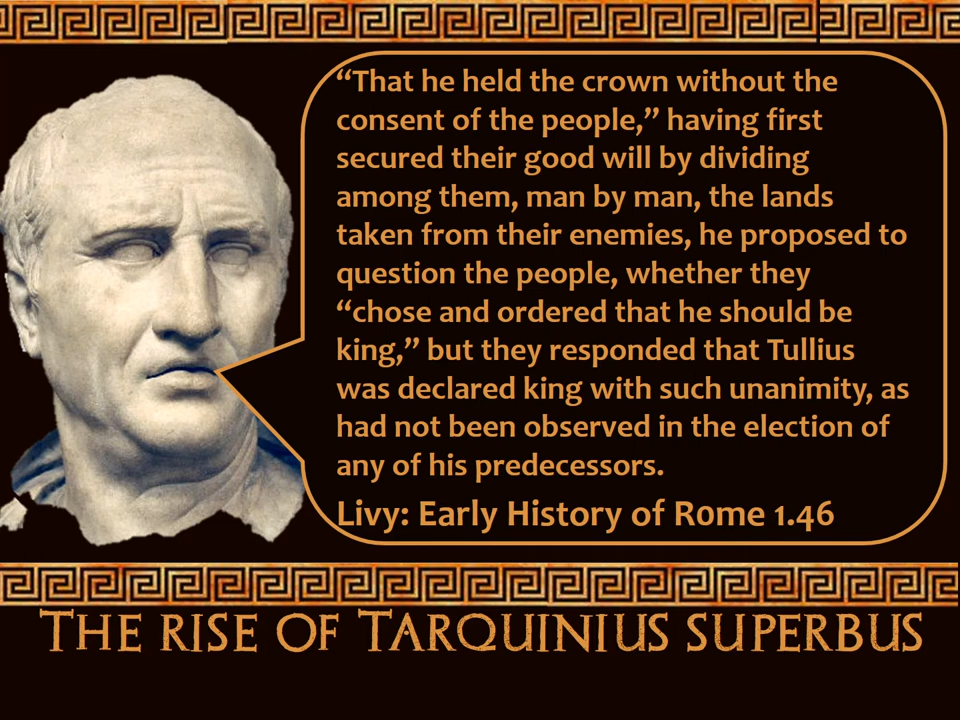 “That he held the crown without the
consent of the people,” having first
secured their good will by dividing
among them, man by man, the lands
taken from their enemies, he proposed to
question the people, whether they
“chose and ordered that he should be
king,” but they responded that Tullius
was declared king with such unanimity, as
had not been observed in the election of
any of his predecessors.
Livy: Early History of R0me 1.46
The rise of Tarquinius superbus